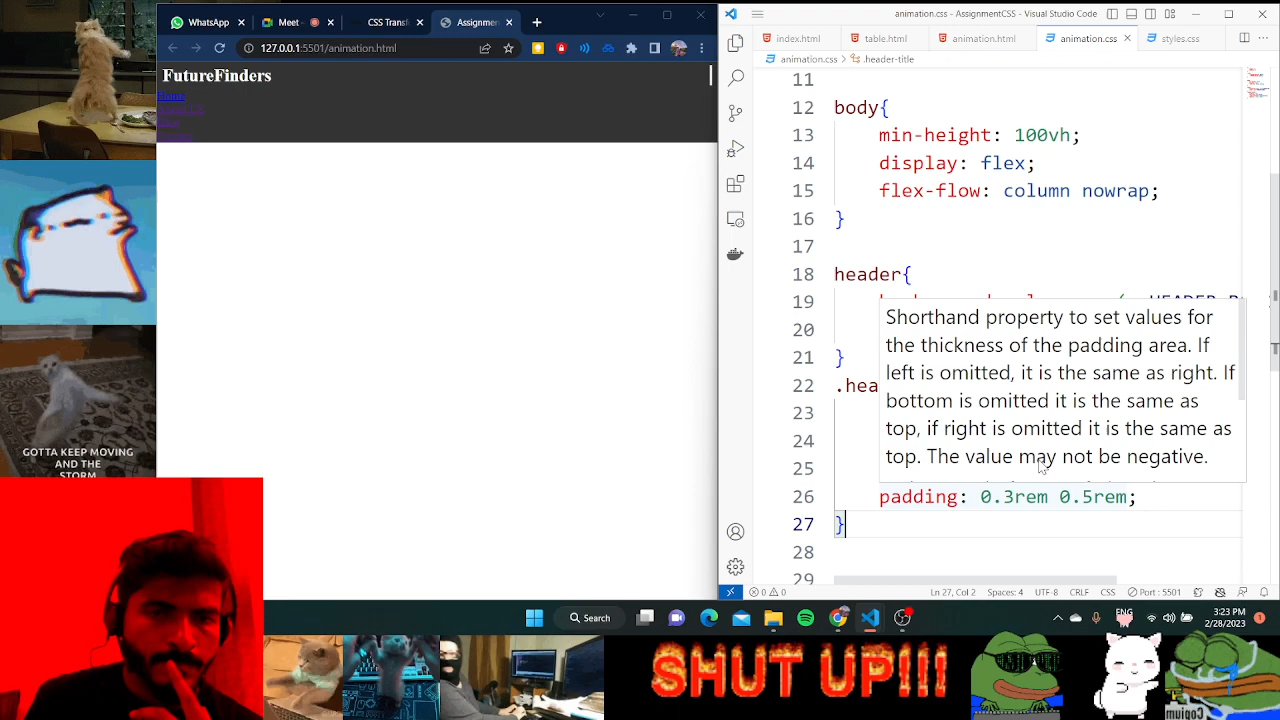 WhatsApp
Meet -
CSS Transf
Assignment
127.0.0.1:5501/animation.html
FutureFinders
Home
animation.css - AssignmentCSS - Visual Studio Code
index.html
table.html
animation.html
animation.css
styles.css
animation.css > .header-title
11
12 body{
13 min-height: 100vh;
14 display: flex;
15 flex-flow: column nowrap;
16 }
17
18 header{
19
20
21 }
22 .hea
23
24
25
26 padding: 0.3rem 0.5rem;
27 }
28
29
Shorthand property to set values for
the thickness of the padding area. If
left is omitted, it is the same as right. If
bottom is omitted it is the same as
top, if right is omitted it is the same as
top. The value may not be negative.
0 0
Ln 27, Col 2
Spaces: 4
UTF-8
CRLF
CSS
Port : 5501
Search
ENG
3:23 PM
2/28/2023
GOTTA KEEP MOVING
AND THE
STORM
SHUT UP!!!